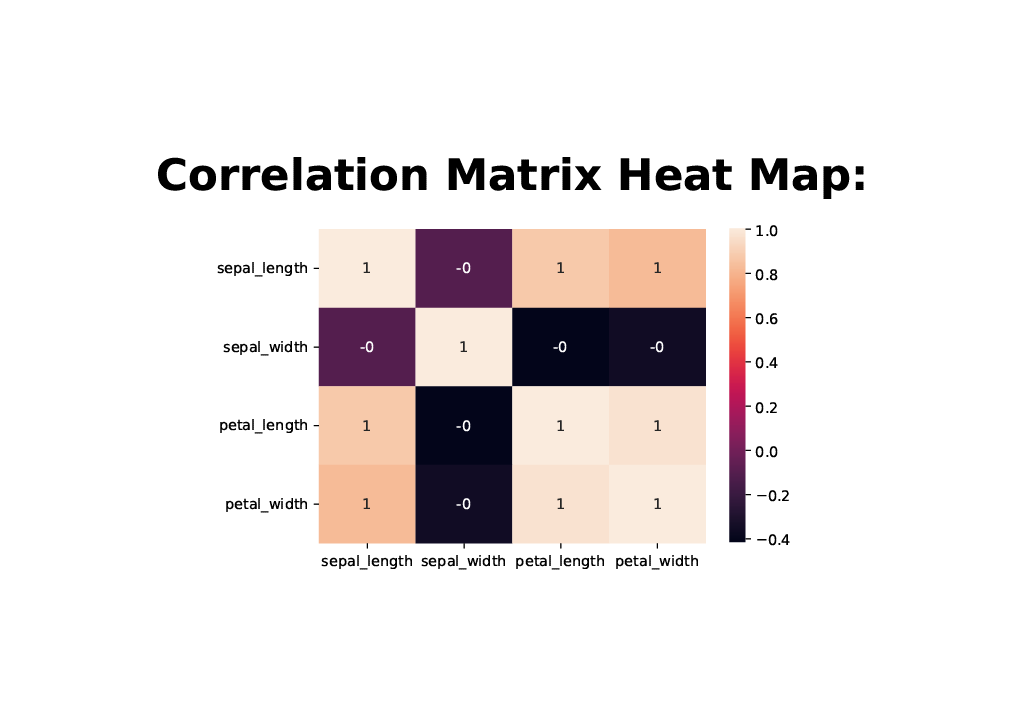 Correlation Matrix Heat Map:
1.0
sepal_length 1 -0 1 1
0.8
0.6
sepal_width -0 1 -0 -0
0.4
0.2
petal_length 1 -0 1 1
0.0
−0.2
petal_width 1 -0 1 1
−0.4
sepal_length sepal_width petal_length petal_width